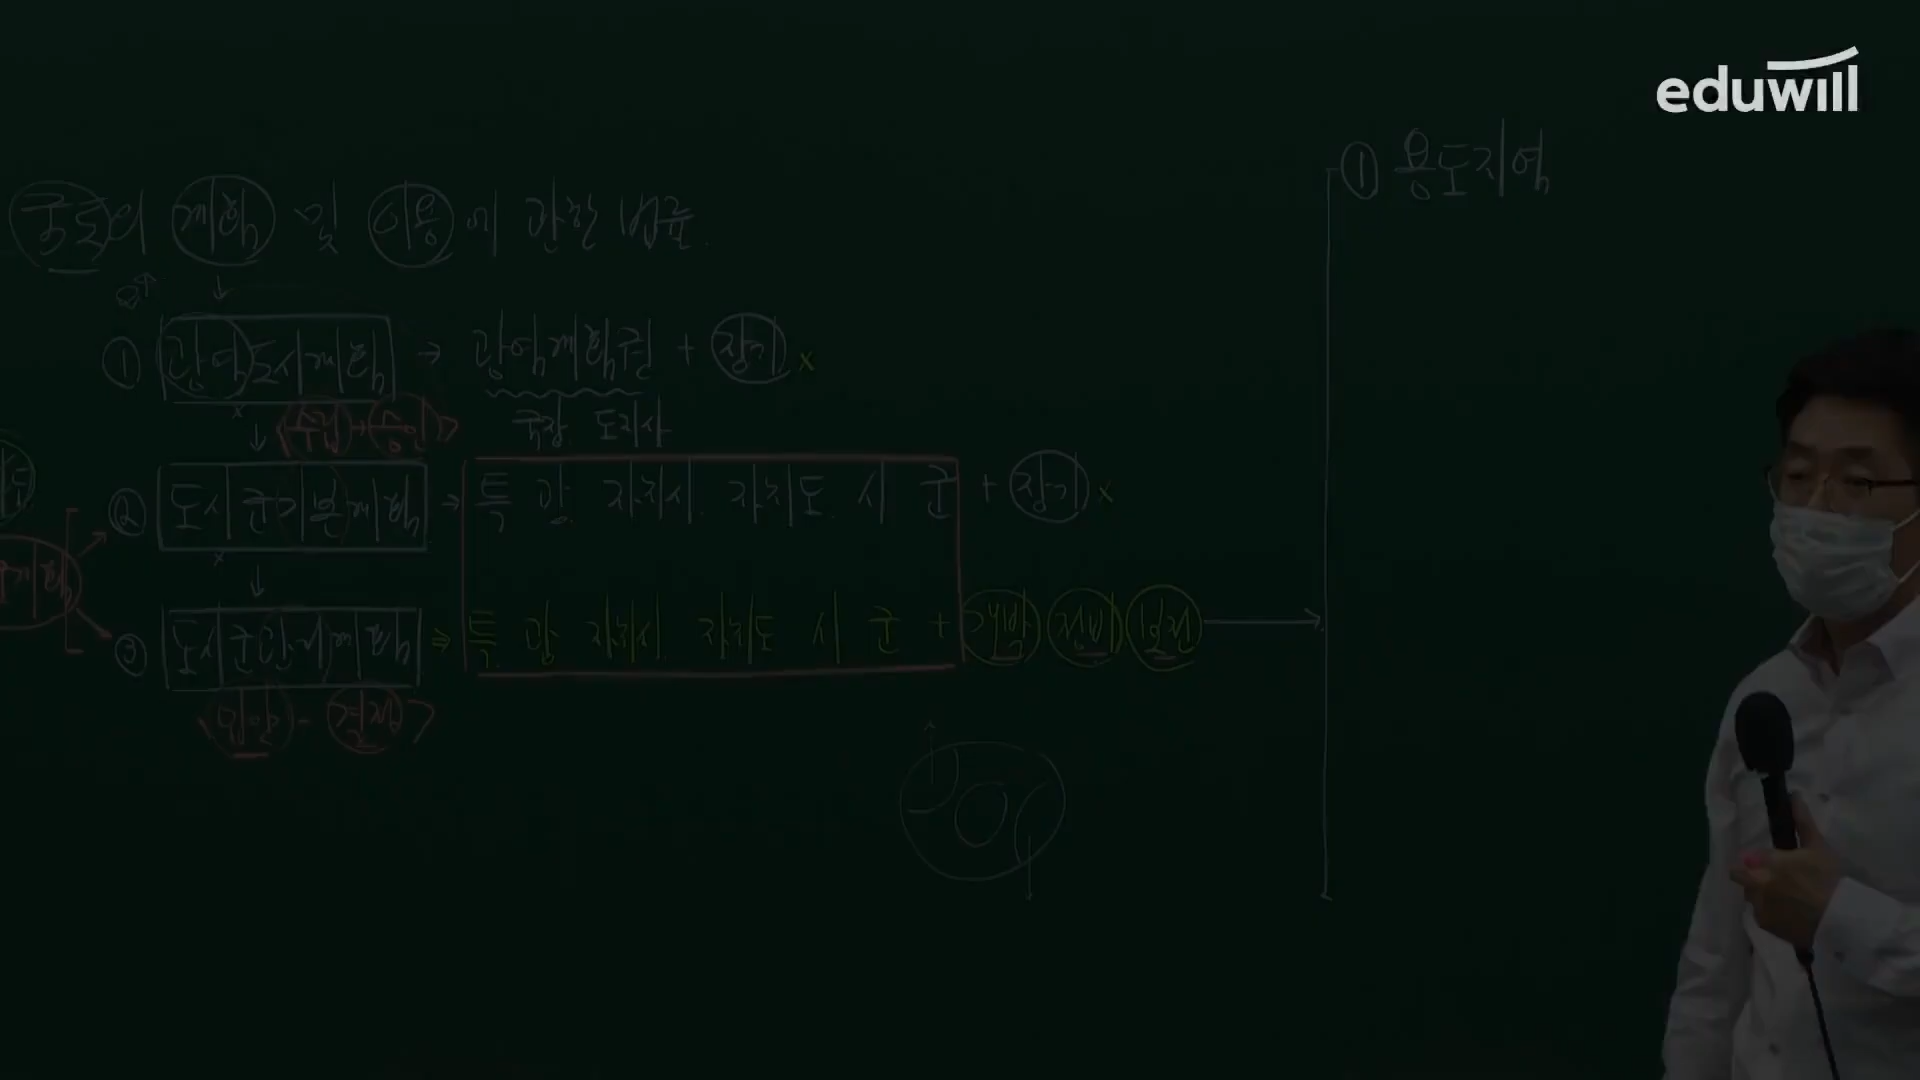 eduwill
국토의 계획 및 이용에 관한 법률.
① 광역도시계획 → 광역계획권 + 장기 x
<수립→승인>
국장. 도지사
② 도시군기본계획 → 특 광 자치시. 자치도. 시 군 + 장기 x
③ 도시군관리계획 ⇒ 특. 광 자치시. 자치도 시 군 + 개발 정비 보전
<입안 - 결정>
① 용도지역